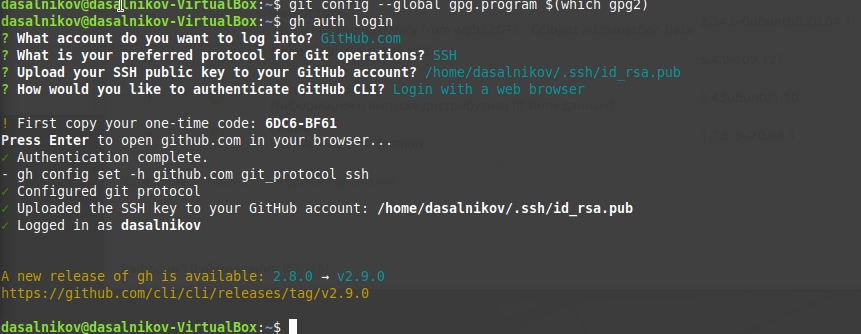 dasalnikov@dasalnikov-VirtualBox:~$ git config --global gpg.program $(which gpg2)
dasalnikov@dasalnikov-VirtualBox:~$ gh auth login
? What account do you want to log into? GitHub.com
? What is your preferred protocol for Git operations? SSH
? Upload your SSH public key to your GitHub account? /home/dasalnikov/.ssh/id_rsa.pub
? How would you like to authenticate GitHub CLI? Login with a web browser
! First copy your one-time code: 6DC6-BF61
Press Enter to open github.com in your browser...
✓ Authentication complete.
- gh config set -h github.com git_protocol ssh
✓ Configured git protocol
✓ Uploaded the SSH key to your GitHub account: /home/dasalnikov/.ssh/id_rsa.pub
✓ Logged in as dasalnikov
A new release of gh is available: 2.8.0 → v2.9.0
https://github.com/cli/cli/releases/tag/v2.9.0
dasalnikov@dasalnikov-VirtualBox:~$